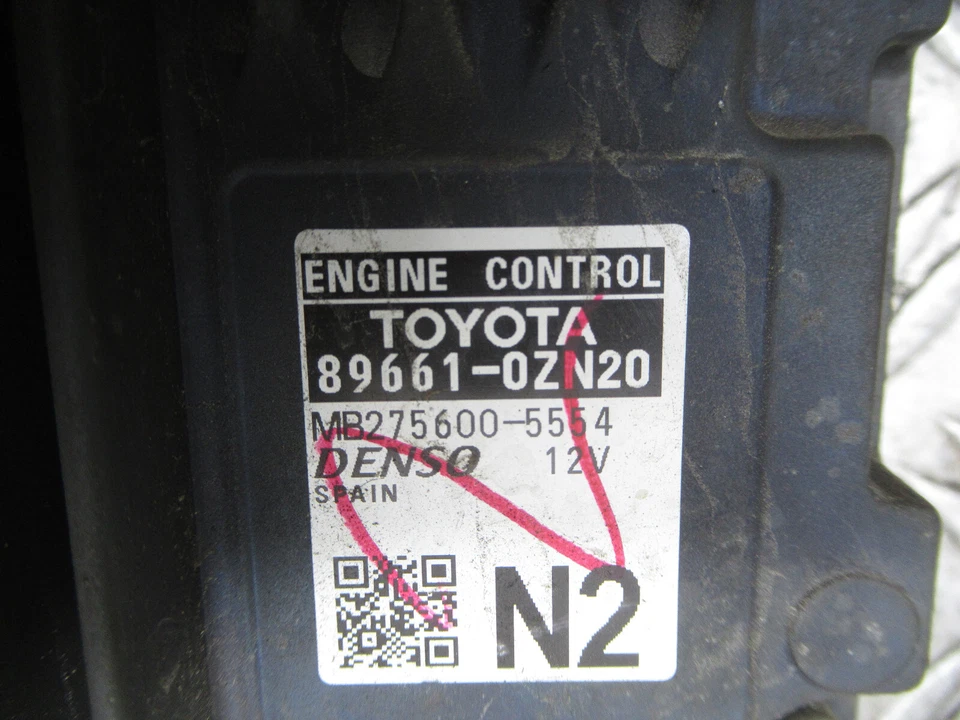 ENGINE CONTROL
TOYOTA
89661-0ZN20
MB275600-5554
DENSO 12V
SPAIN
N2